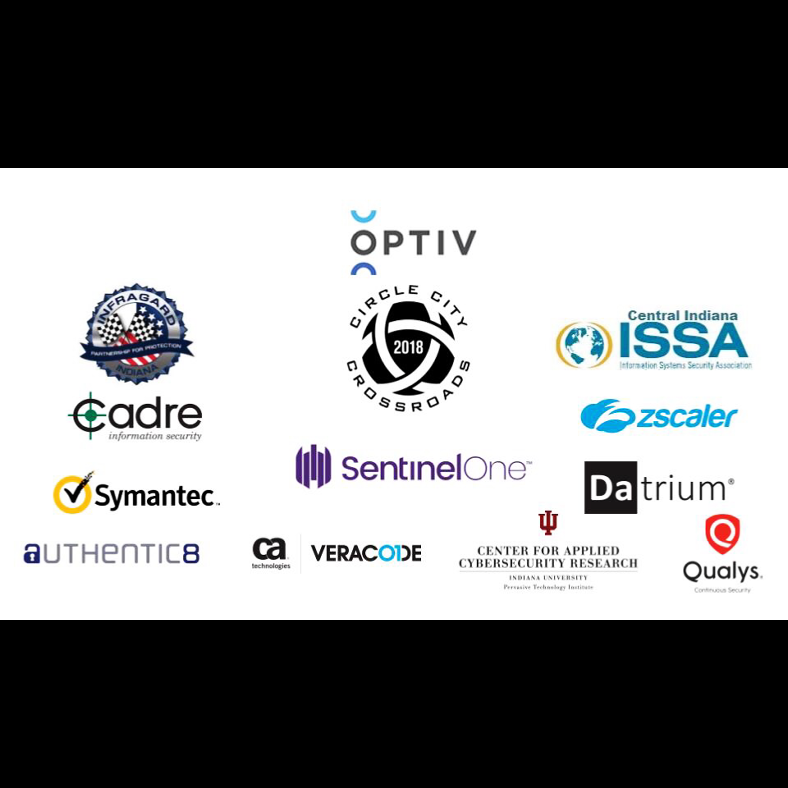 OPTIV
INFRAGARD
PARTNERSHIP FOR PROTECTION
INDIANA
CIRCLE CITY
2018
CROSSROADS
Central Indiana
ISSA
Information Systems Security Association
Cadre
information security
zscaler
SentinelOne™
Symantec™
Datrium®
aUTHENTIC8
ca
technologies
VERACODE
CENTER FOR APPLIED
CYBERSECURITY RESEARCH
INDIANA UNIVERSITY
Pervasive Technology Institute
Qualys.
Continuous Security